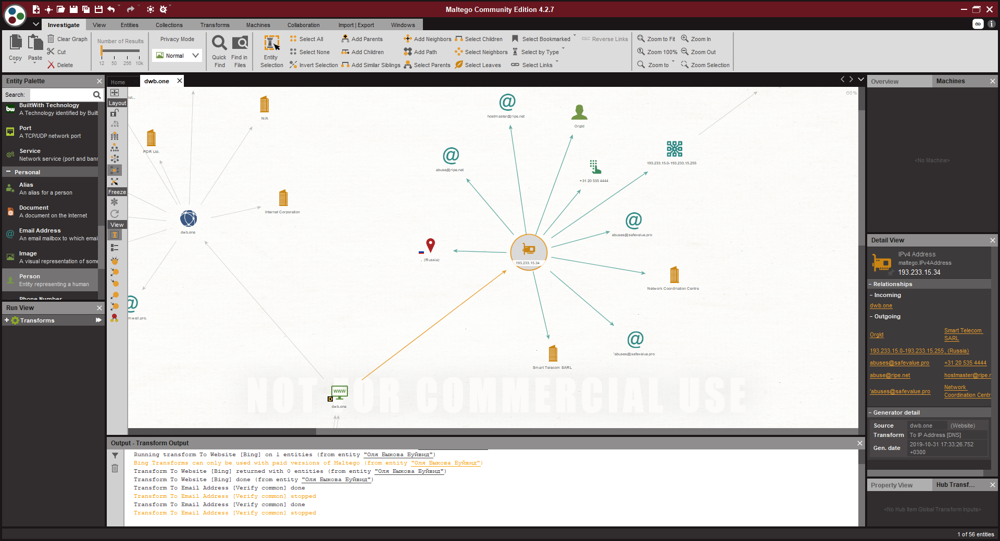 Maltego Community Edition 4.2.7
Investigate View Entities Collections Transforms Machines Collaboration Import | Export Windows
Copy Paste Clear Graph Cut Delete
Number of Results
12 50 256 10k
Privacy Mode
Normal
Quick Find Find in Files
Entity Selection
Select All Add Parents Add Neighbors Select Children Select Bookmarked Reverse Links Zoom to Fit Zoom In
Select None Add Children Add Path Select Neighbors Select by Type Zoom 100% Zoom Out
Invert Selection Add Similar Siblings Select Parents Select Leaves Select Links Zoom to Zoom Selection
Entity Palette
Search:
BuiltWith Technology
A Technology identified by Built
Port
A TCP/UDP network port
Service
Network service (port and bann
Personal
Alias
An alias for a person
Document
A document on the Internet
Email Address
An email mailbox to which emai
Image
A visual representation of some
Person
Entity representing a human
Phone Number
Run View
Transforms
Home dwb.one
Layout
Freeze
View
66%
ist...
N/A
PDR Ltd.
Internet Corporation
dwb.one
mwall.pro.
hostmaster@ripe.net
OrgId
abuse@ripe.net
+31 20 535 4444
193.233.15.0-193.233.15.255
abuses@safevalue.pro
, (Russia)
193.233.15.34
Network Coordination Centre
'abuses@safevalue.pro
Smart Telecom SARL
www
D
dwb.one
NOT FOR COMMERCIAL USE
Output - Transform Output
Running transform To Website [Bing] on 1 entities (from entity "Оля Быкова Буйвид")
Bing Transforms can only be used with paid versions of Maltego (from entity "Оля Быкова Буйвид")
Transform To Website [Bing] returned with 0 entities (from entity "Оля Быкова Буйвид")
Transform To Website [Bing] done (from entity "Оля Быкова Буйвид")
Transform To Email Address [Verify common] done
Transform To Email Address [Verify common] stopped
Transform To Email Address [Verify common] done
Transform To Email Address [Verify common] stopped
Overview Machines
<No Machine>
Detail View
IPv4 Address
maltego.IPv4Address
193.233.15.34
Relationships
Incoming
dwb.one
Outgoing
OrgId Smart Telecom SARL
193.233.15.0-193.233.15.255 , (Russia)
abuses@safevalue.pro +31 20 535 4444
abuse@ripe.net hostmaster@ripe.n
'abuses@safevalue.pro Network Coordination Centr
Generator detail
Source dwb.one (Website)
Transform To IP Address [DNS]
Gen. date 2019-10-31 17:33:26.752 +0300
Property View Hub Transf...
<No Hub Item Global Transform Inputs>
1 of 56 entities